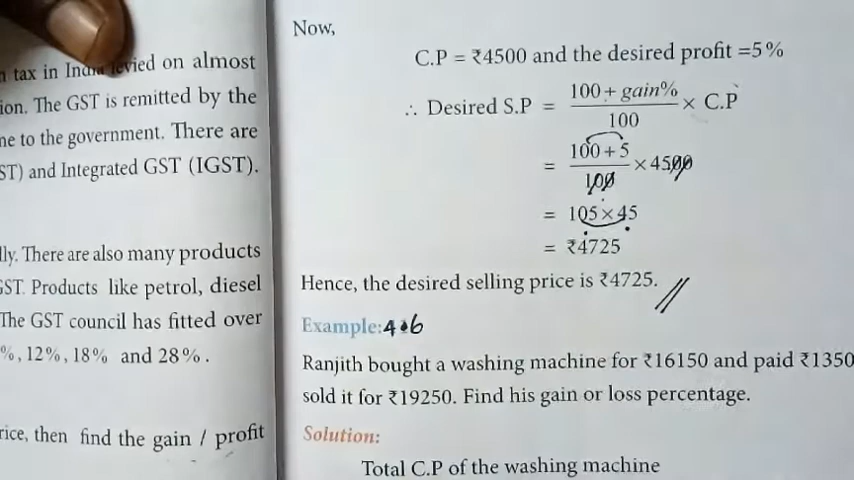 tax in India levied on almost
ion. The GST is remitted by the
ne to the government. There are
ST) and Integrated GST (IGST).
lly. There are also many products
GST. Products like petrol, diesel
The GST council has fitted over
%, 12%, 18% and 28%.
rice, then find the gain / profit
Now,
C.P = ₹4500 and the desired profit =5%
∴ Desired S.P = (100 + gain%)/100 × C.P
= (100 + 5)/100 × 4500
= 105 × 45
= ₹4725
Hence, the desired selling price is ₹4725.
Example:4.6
Ranjith bought a washing machine for ₹16150 and paid ₹1350
sold it for ₹19250. Find his gain or loss percentage.
Solution:
Total C.P of the washing machine